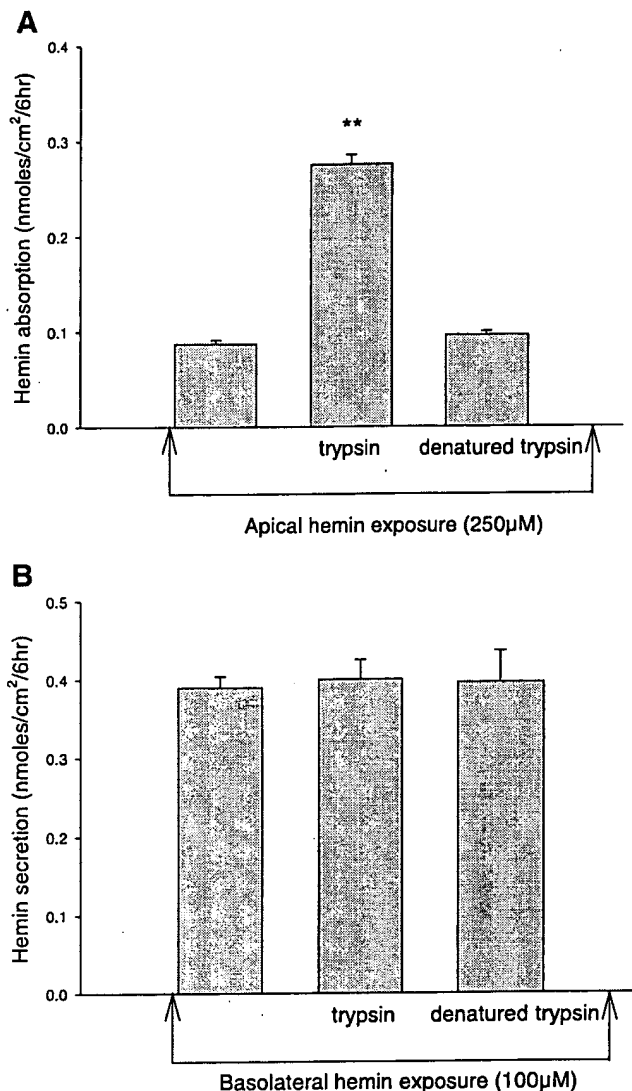 A
Hemin absorption (nmoles/cm²/6hr)
0.4
0.3
0.2
0.1
0.0
**
trypsin
denatured trypsin
Apical hemin exposure (250µM)
B
Hemin secretion (nmoles/cm²/6hr)
0.5
0.4
0.3
0.2
0.1
0.0
trypsin
denatured trypsin
Basolateral hemin exposure (100µM)